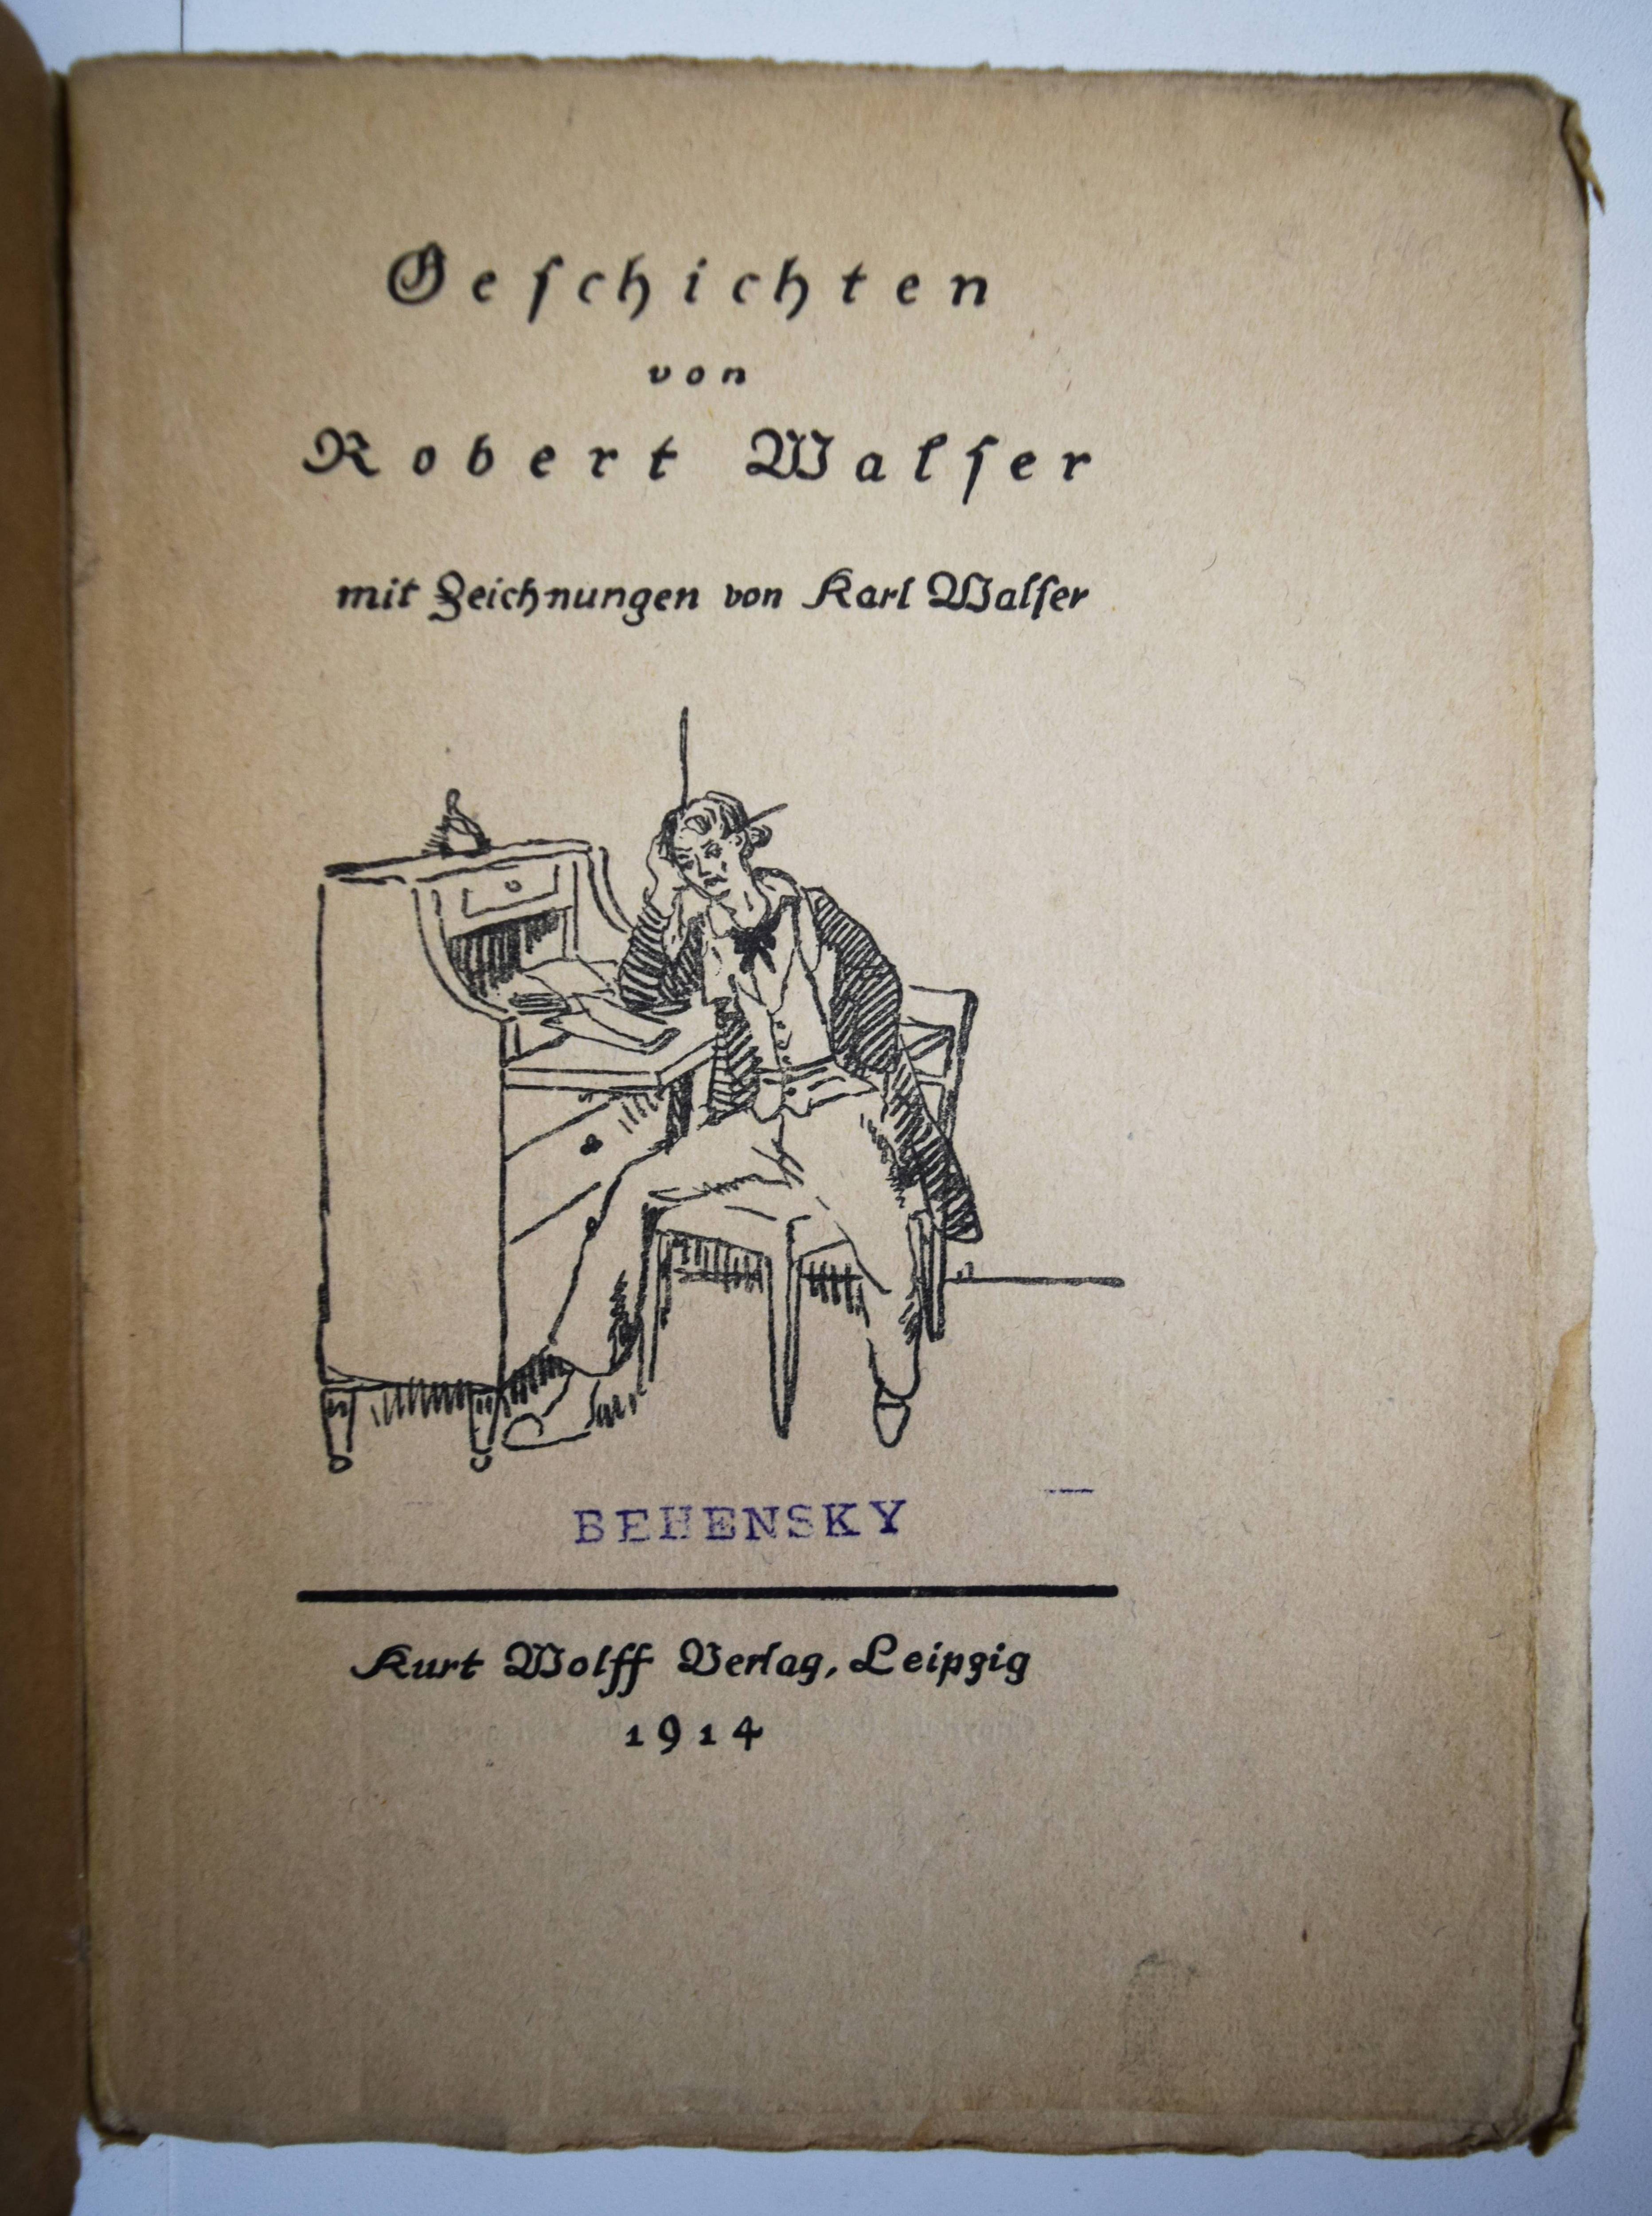 Geſchichten
von
Robert Walſer
mit Zeichnungen von Karl Walſer
BEHENSKY
Kurt Wolff Verlag, Leipzig
1914